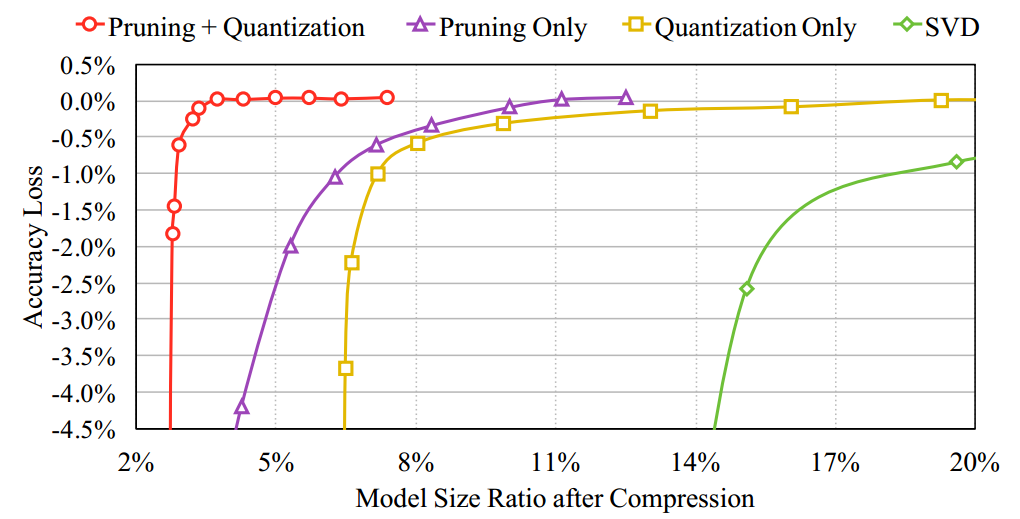 Pruning + Quantization Pruning Only Quantization Only SVD
0.5%
0.0%
-0.5%
-1.0%
-1.5%
-2.0%
-2.5%
-3.0%
-3.5%
-4.0%
-4.5%
Accuracy Loss
2% 5% 8% 11% 14% 17% 20%
Model Size Ratio after Compression